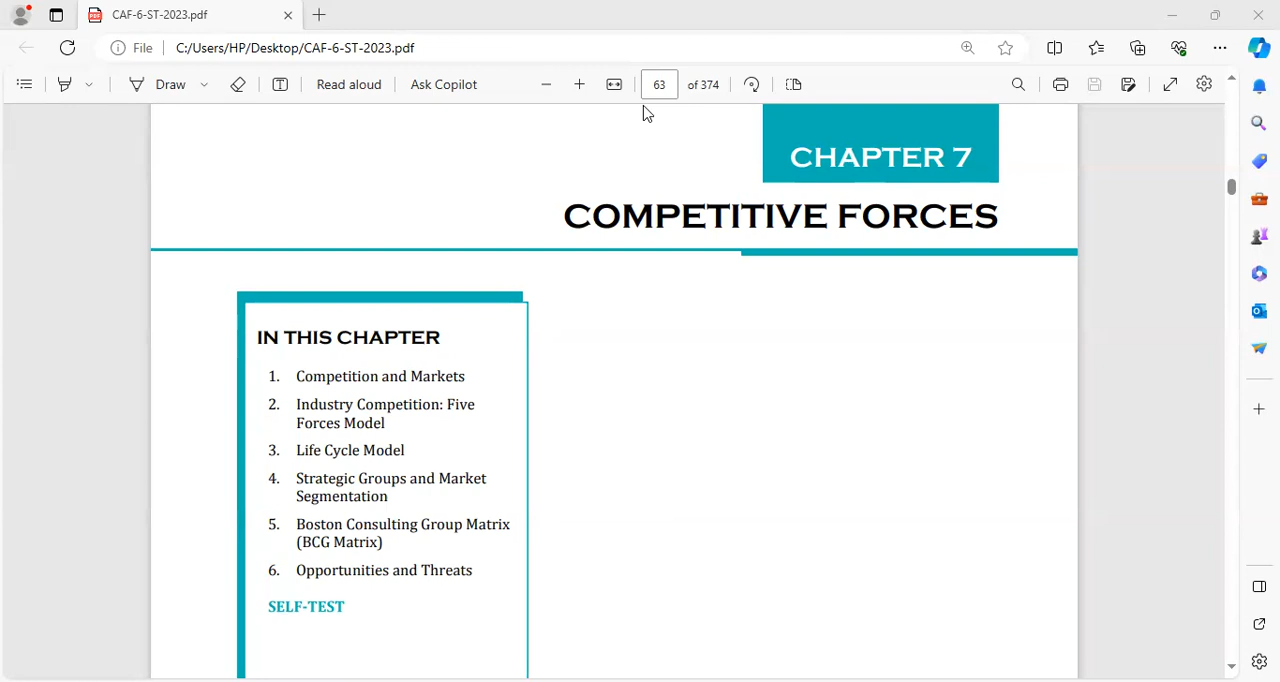 CAF-6-ST-2023.pdf
File
C:/Users/HP/Desktop/CAF-6-ST-2023.pdf
Draw
Read aloud
Ask Copilot
63 of 374
CHAPTER 7
COMPETITIVE FORCES
IN THIS CHAPTER
1. Competition and Markets
2. Industry Competition: Five
Forces Model
3. Life Cycle Model
4. Strategic Groups and Market
Segmentation
5. Boston Consulting Group Matrix
(BCG Matrix)
6. Opportunities and Threats
SELF-TEST